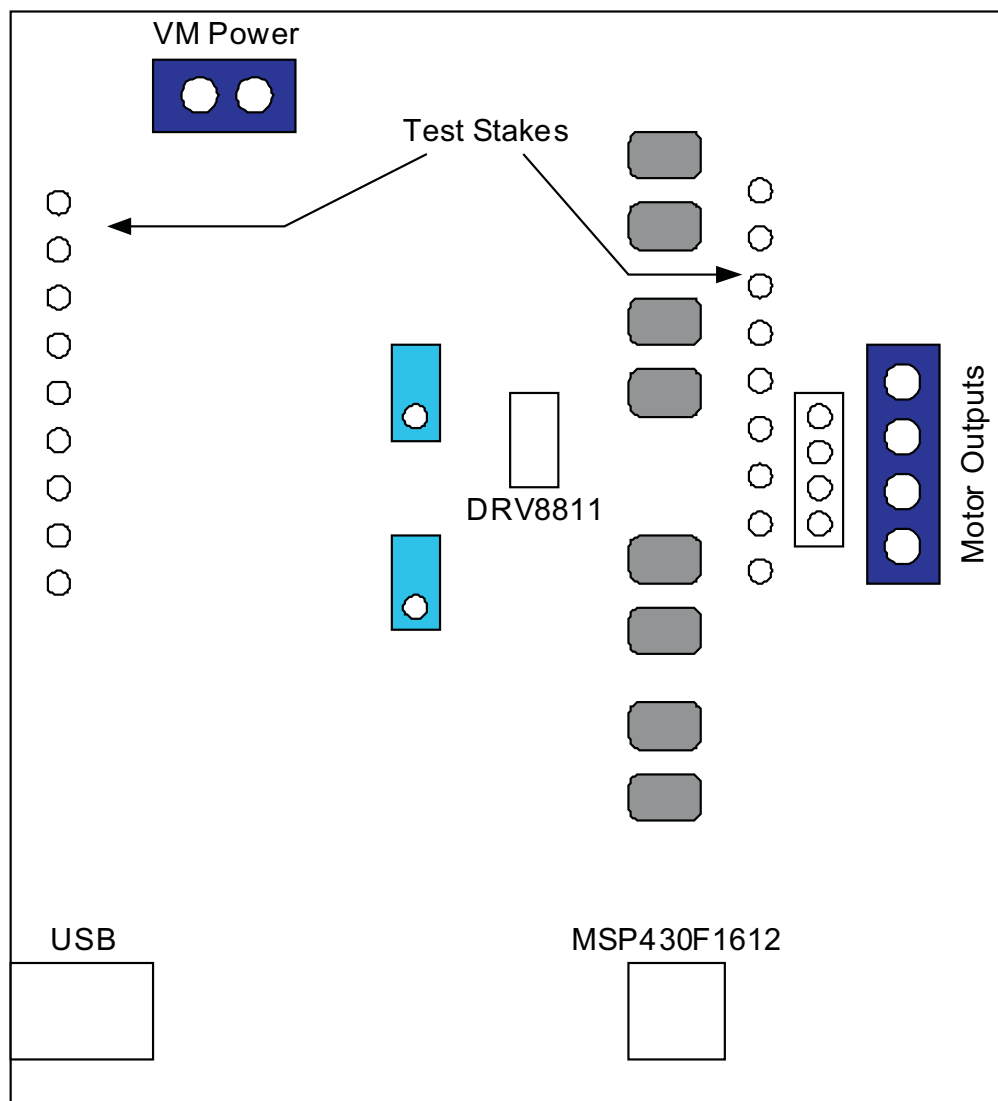 VM Power
Test Stakes
DRV8811
Motor Outputs
USB
MSP430F1612